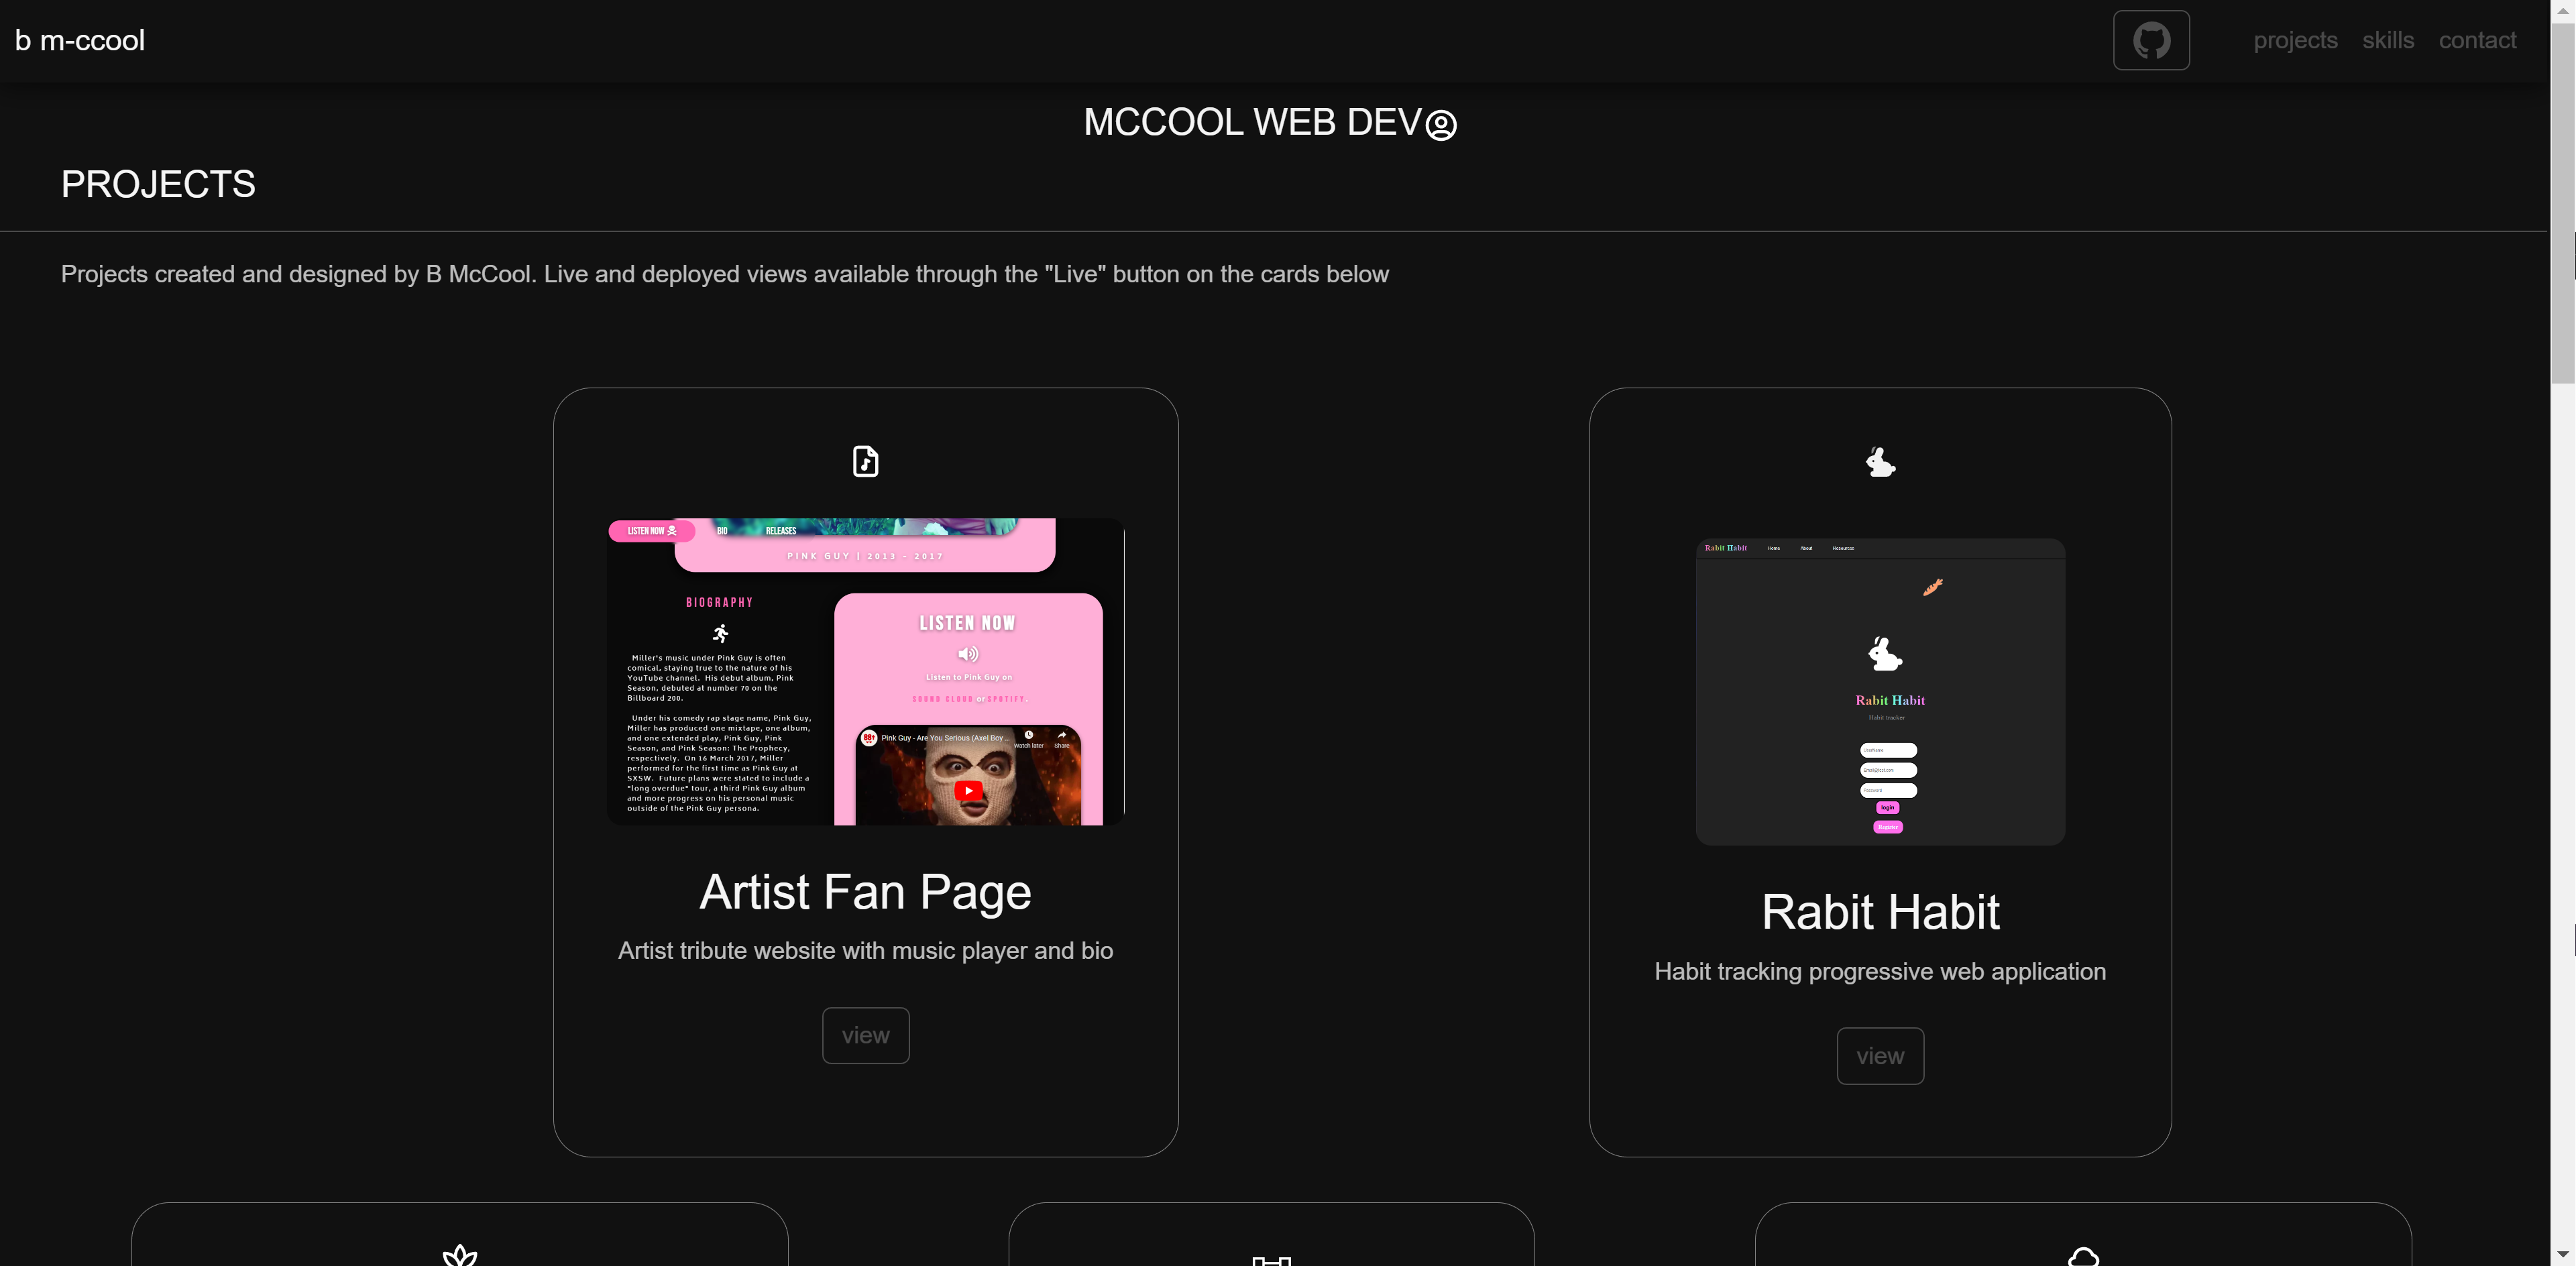 b m-ccool
projects skills contact
MCCOOL WEB DEV
PROJECTS
Projects created and designed by B McCool. Live and deployed views available through the "Live" button on the cards below
LISTEN NOW BIO RELEASES
PINK GUY | 2013 - 2017
BIOGRAPHY
Miller's music under Pink Guy is often
comical, staying true to the nature of his
YouTube channel. His debut album, Pink
Season, debuted at number 70 on the
Billboard 200.
Under his comedy rap stage name, Pink Guy,
Miller has produced one mixtape, one album,
and one extended play, Pink Guy, Pink
Season, and Pink Season: The Prophecy,
respectively. On 16 March 2017, Miller
performed for the first time as Pink Guy at
SXSW. Future plans were stated to include a
"long overdue" tour, a third Pink Guy album
and more progress on his personal music
outside of the Pink Guy persona.
LISTEN NOW
Listen to Pink Guy on
SOUND CLOUD or SPOTIFY.
Pink Guy - Are You Serious (Axel Boy ...
Watch later Share
Artist Fan Page
Artist tribute website with music player and bio
view
Rabit Habit Home About Resources
Rabit Habit
Habit tracker
UserName
Email@test.com
Password
login
Register
Rabit Habit
Habit tracking progressive web application
view